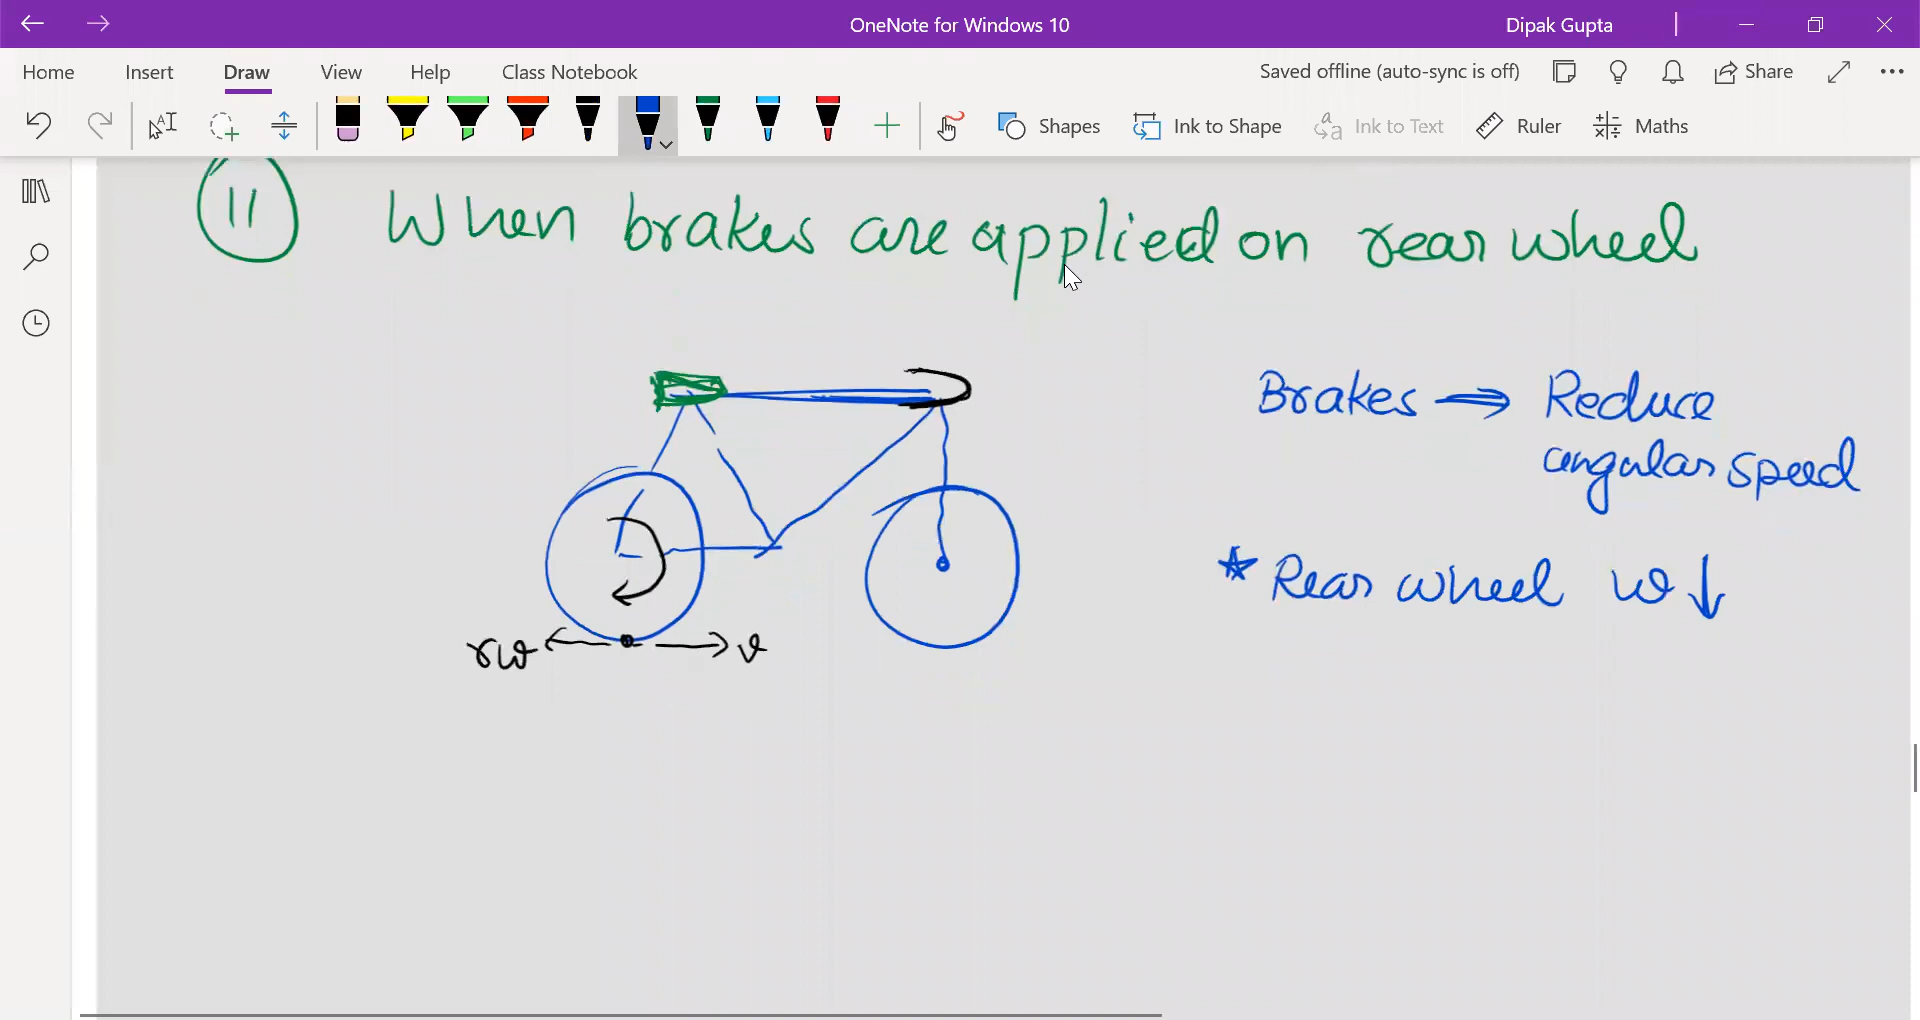 OneNote for Windows 10
Dipak Gupta
Home Insert Draw View Help Class Notebook
Saved offline (auto-sync is off)
Share
Shapes
Ink to Shape
Ink to Text
Ruler
Maths
11 When brakes are applied on rear wheel
Brakes → Reduce
angular speed
* Rear wheel ω ↓
rω ← → v